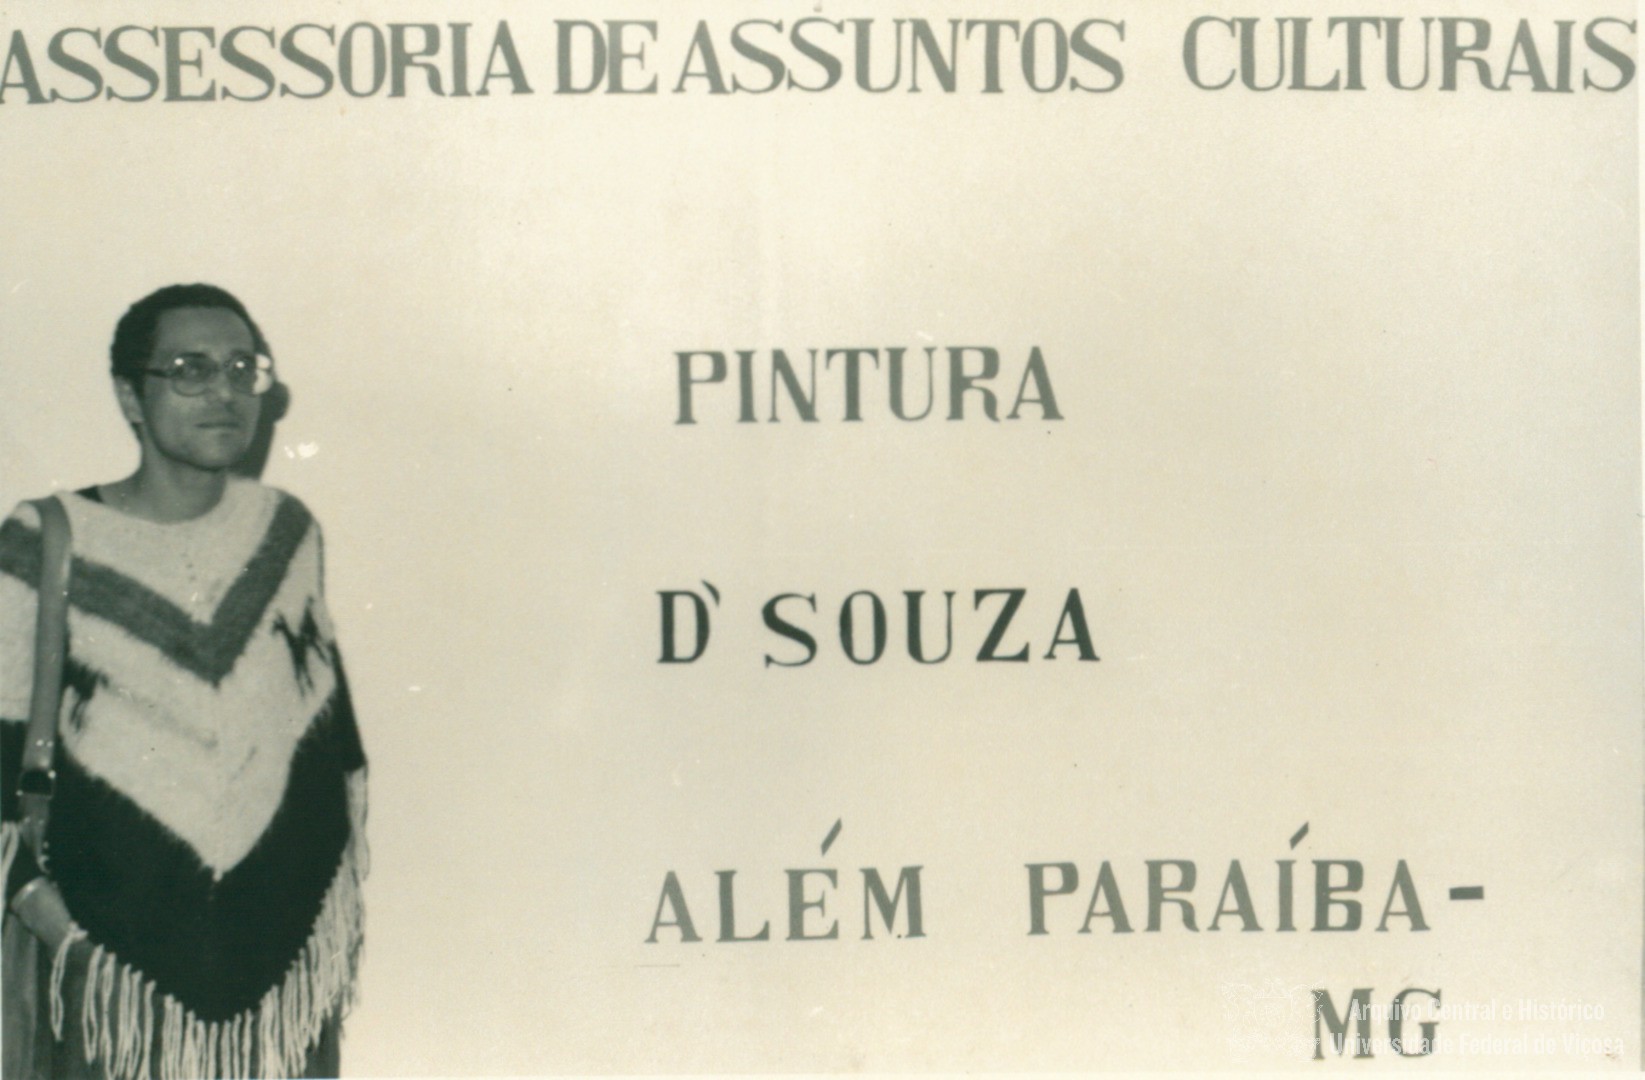 ASSESSORIA DE ASSUNTOS CULTURAIS
PINTURA
D' SOUZA
ALÉM PARAÍBA-
MG
Arquivo Central e Histórico
Universidade Federal de Viçosa